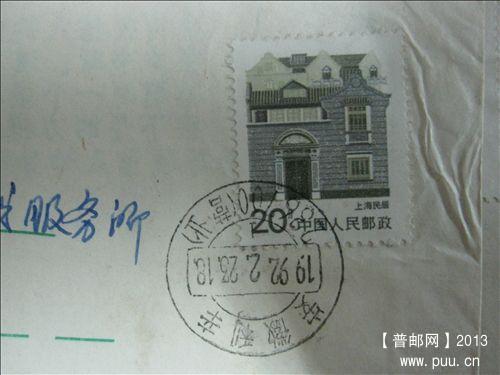 上海民居
20分 中国人民邮政
服务所
1992.2.23.18
安徽利辛
【普邮网】2013
www.puu.cn